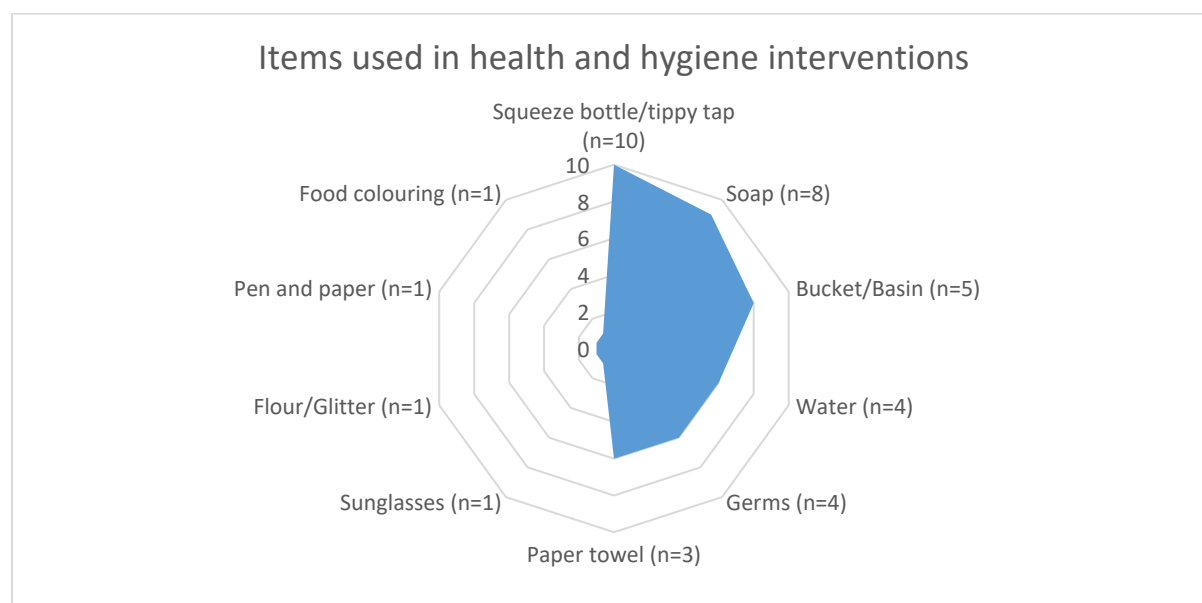 Items used in health and hygiene interventions
Squeeze bottle/tippy tap
(n=10)
Soap (n=8)
Bucket/Basin (n=5)
Water (n=4)
Germs (n=4)
Paper towel (n=3)
Sunglasses (n=1)
Flour/Glitter (n=1)
Pen and paper (n=1)
Food colouring (n=1)
10
8
6
4
2
0